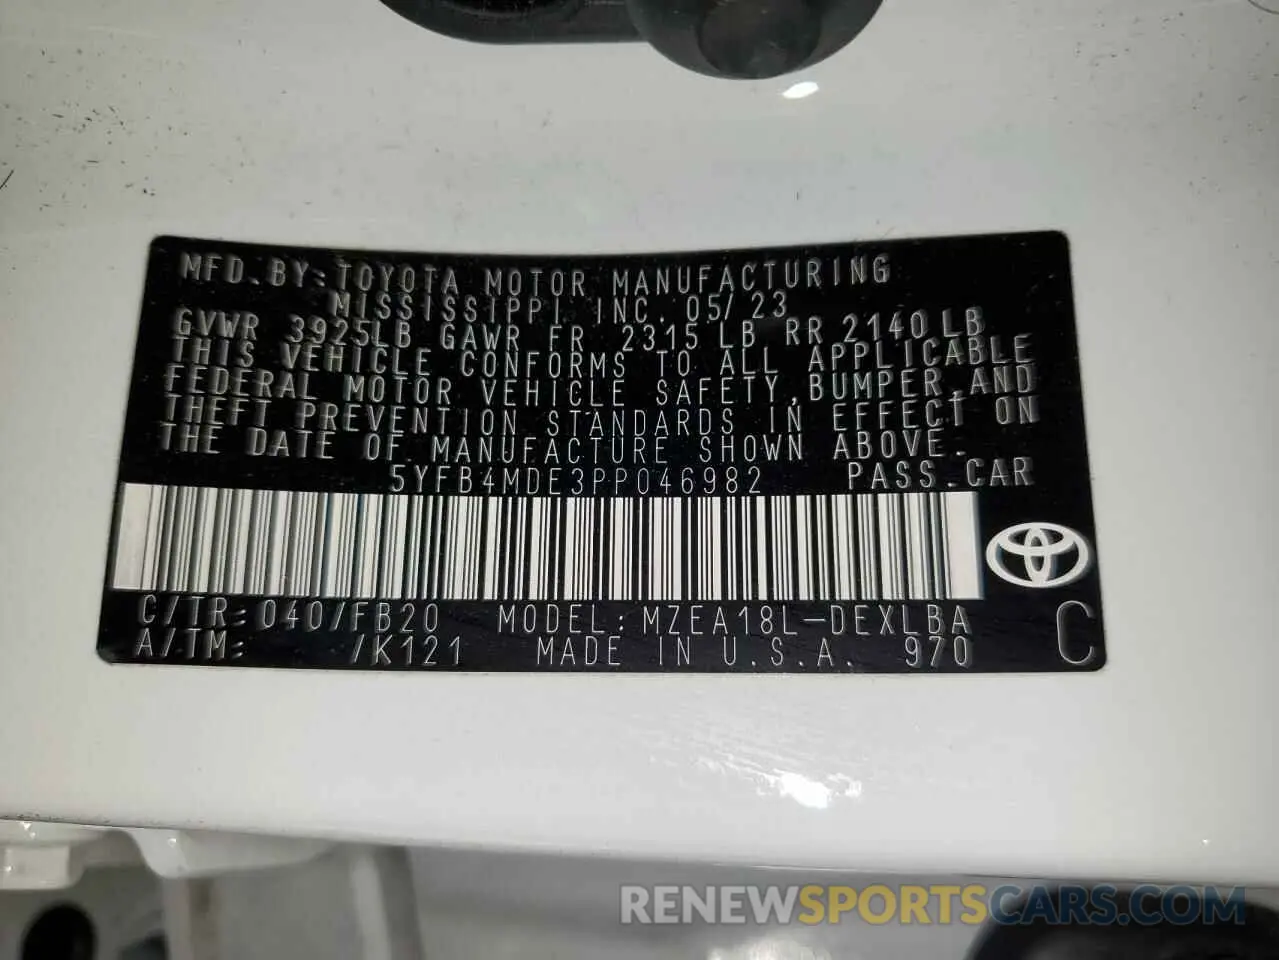 MFD. BY: TOYOTA MOTOR MANUFACTURING
MISSISSIPPI, INC. 05/23
GVWR 3925LB GAWR FR 2315 LB RR 2140 LB
THIS VEHICLE CONFORMS TO ALL APPLICABLE
FEDERAL MOTOR VEHICLE SAFETY, BUMPER, AND
THEFT PREVENTION STANDARDS IN EFFECT ON
THE DATE OF MANUFACTURE SHOWN ABOVE.
5YFB4MDE3PP046982 PASS. CAR
C/TR: 040/FB20 MODEL: MZEA18L-DEXLBA
A/TM: /K121 MADE IN U.S.A. 970 C
RENEWSPORTSCARS.COM